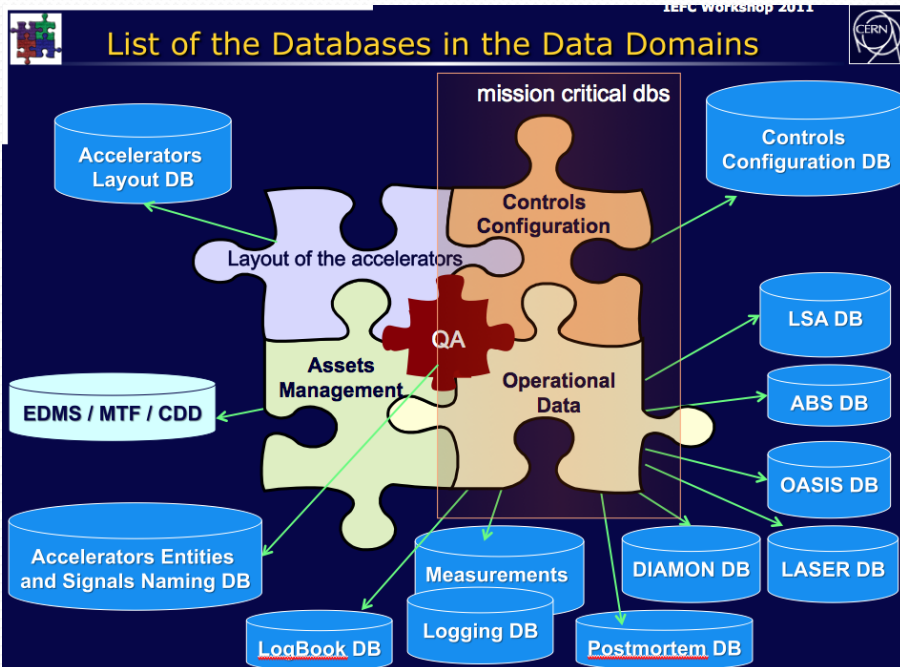 IEFC Workshop 2011
List of the Databases in the Data Domains
CERN
mission critical dbs
Accelerators
Layout DB
Controls
Configuration DB
Controls
Configuration
Layout of the accelerators
QA
LSA DB
Assets
Management
Operational
Data
EDMS / MTF / CDD
ABS DB
OASIS DB
Accelerators Entities
and Signals Naming DB
Measurements
DIAMON DB
LASER DB
Logging DB
LogBook DB
Postmortem DB